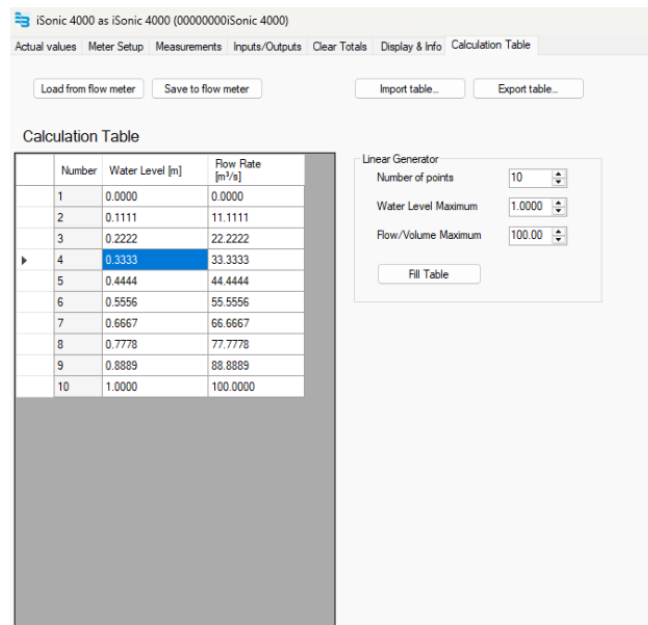 iSonic 4000 as iSonic 4000 (00000000iSonic 4000)
Actual values Meter Setup Measurements Inputs/Outputs Clear Totals Display & Info Calculation Table
Load from flow meter Save to flow meter Import table... Export table...
Calculation Table
Number Water Level [m] Flow Rate [m³/s]
1 0.0000 0.0000
2 0.1111 11.1111
3 0.2222 22.2222
4 0.3333 33.3333
5 0.4444 44.4444
6 0.5556 55.5556
7 0.6667 66.6667
8 0.7778 77.7778
9 0.8889 88.8889
10 1.0000 100.0000
Linear Generator
Number of points 10
Water Level Maximum 1.0000
Flow/Volume Maximum 100.00
Fill Table